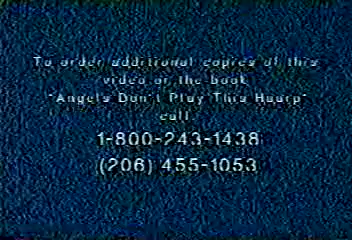 To order additional copies of this
video or the book
"Angels Don't Play This Haarp"
call
1-800-243-1438
(206) 455-1053